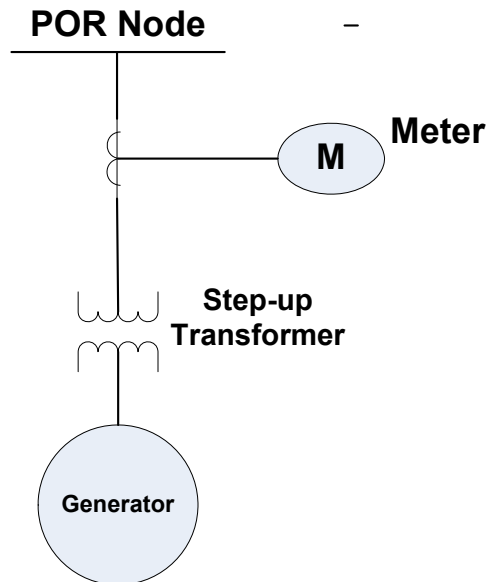 POR Node –
Meter
M
Step-up
Transformer
Generator